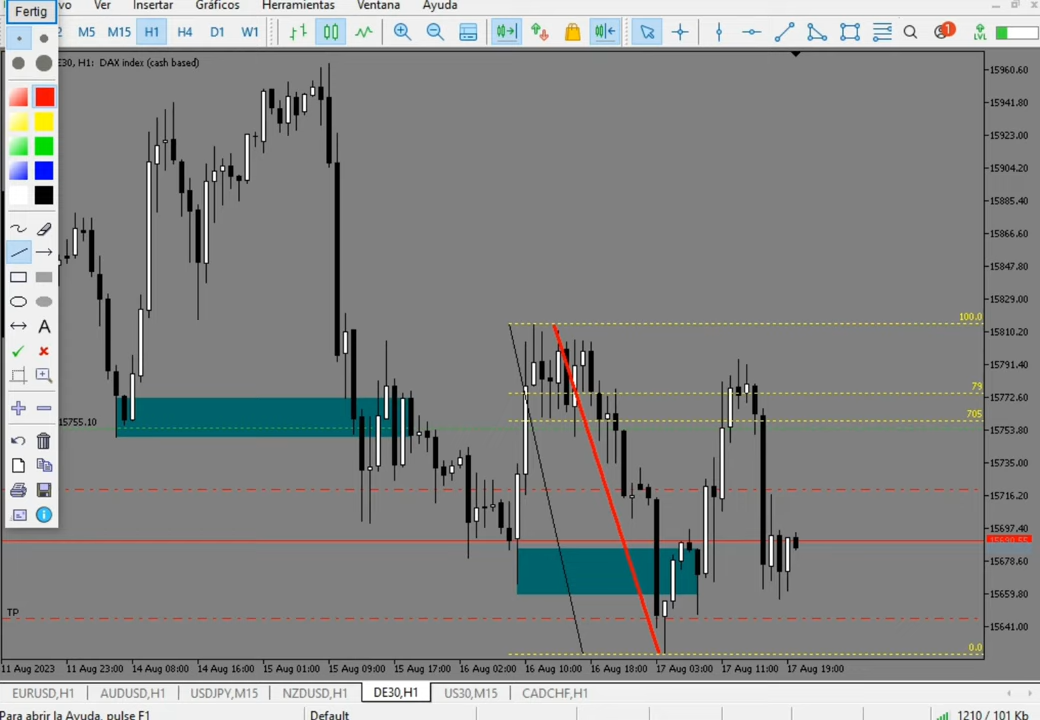 Fertig
vo Ver Insertar Gráficos Herramientas Ventana Ayuda
M5 M15 H1 H4 D1 W1
1
LVL
E30, H1: DAX index (cash based)
15960.60
15941.80
15923.00
15904.20
15885.40
15866.60
15847.80
15829.00
15810.20
15791.40
15772.60
15753.80
15735.00
15716.20
15697.40
15678.60
15659.80
15641.00
100.0
79
705
0.0
15755.10
TP
A
11 Aug 2023 11 Aug 23:00 14 Aug 08:00 14 Aug 16:00 15 Aug 01:00 15 Aug 09:00 15 Aug 17:00 16 Aug 02:00 16 Aug 10:00 16 Aug 18:00 17 Aug 03:00 17 Aug 11:00 17 Aug 19:00
EURUSD,H1 AUDUSD,H1 USDJPY,M15 NZDUSD,H1 DE30,H1 US30,M15 CADCHF,H1
Para abrir la Ayuda, pulse F1 Default 1210 / 101 Kb